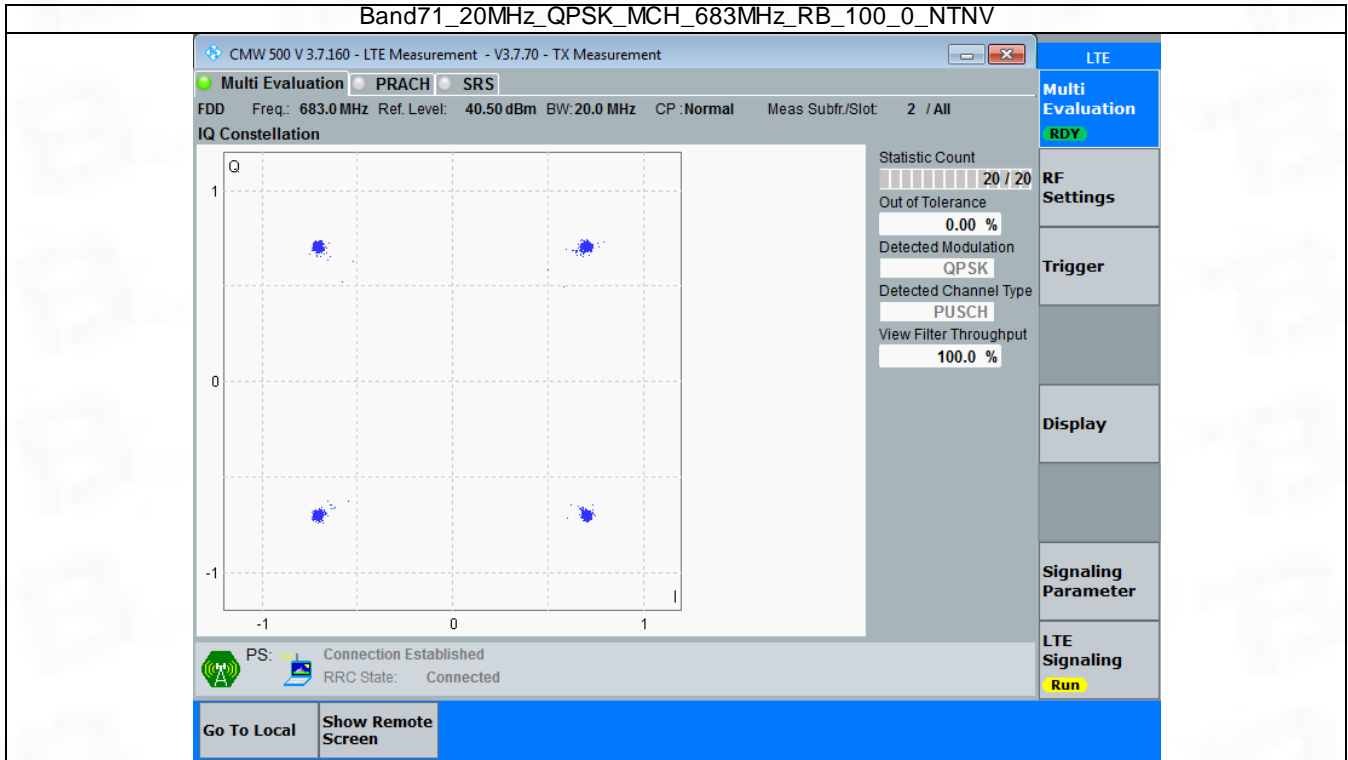 Band71_20MHz_QPSK_MCH_683MHz_RB_100_0_NTNV
CMW 500 V 3.7.160 - LTE Measurement - V3.7.70 - TX Measurement
LTE
Multi Evaluation PRACH SRS
FDD Freq.: 683.0 MHz Ref. Level: 40.50 dBm BW: 20.0 MHz CP : Normal Meas Subfr./Slot: 2 / All
IQ Constellation
Q
1
0
-1
I
-1 0 1
Statistic Count
20 / 20
Out of Tolerance
0.00 %
Detected Modulation
QPSK
Detected Channel Type
PUSCH
View Filter Throughput
100.0 %
Multi
Evaluation
RDY
RF
Settings
Trigger
Display
Signaling
Parameter
LTE
Signaling
Run
PS: Connection Established
RRC State: Connected
Go To Local
Show Remote
Screen